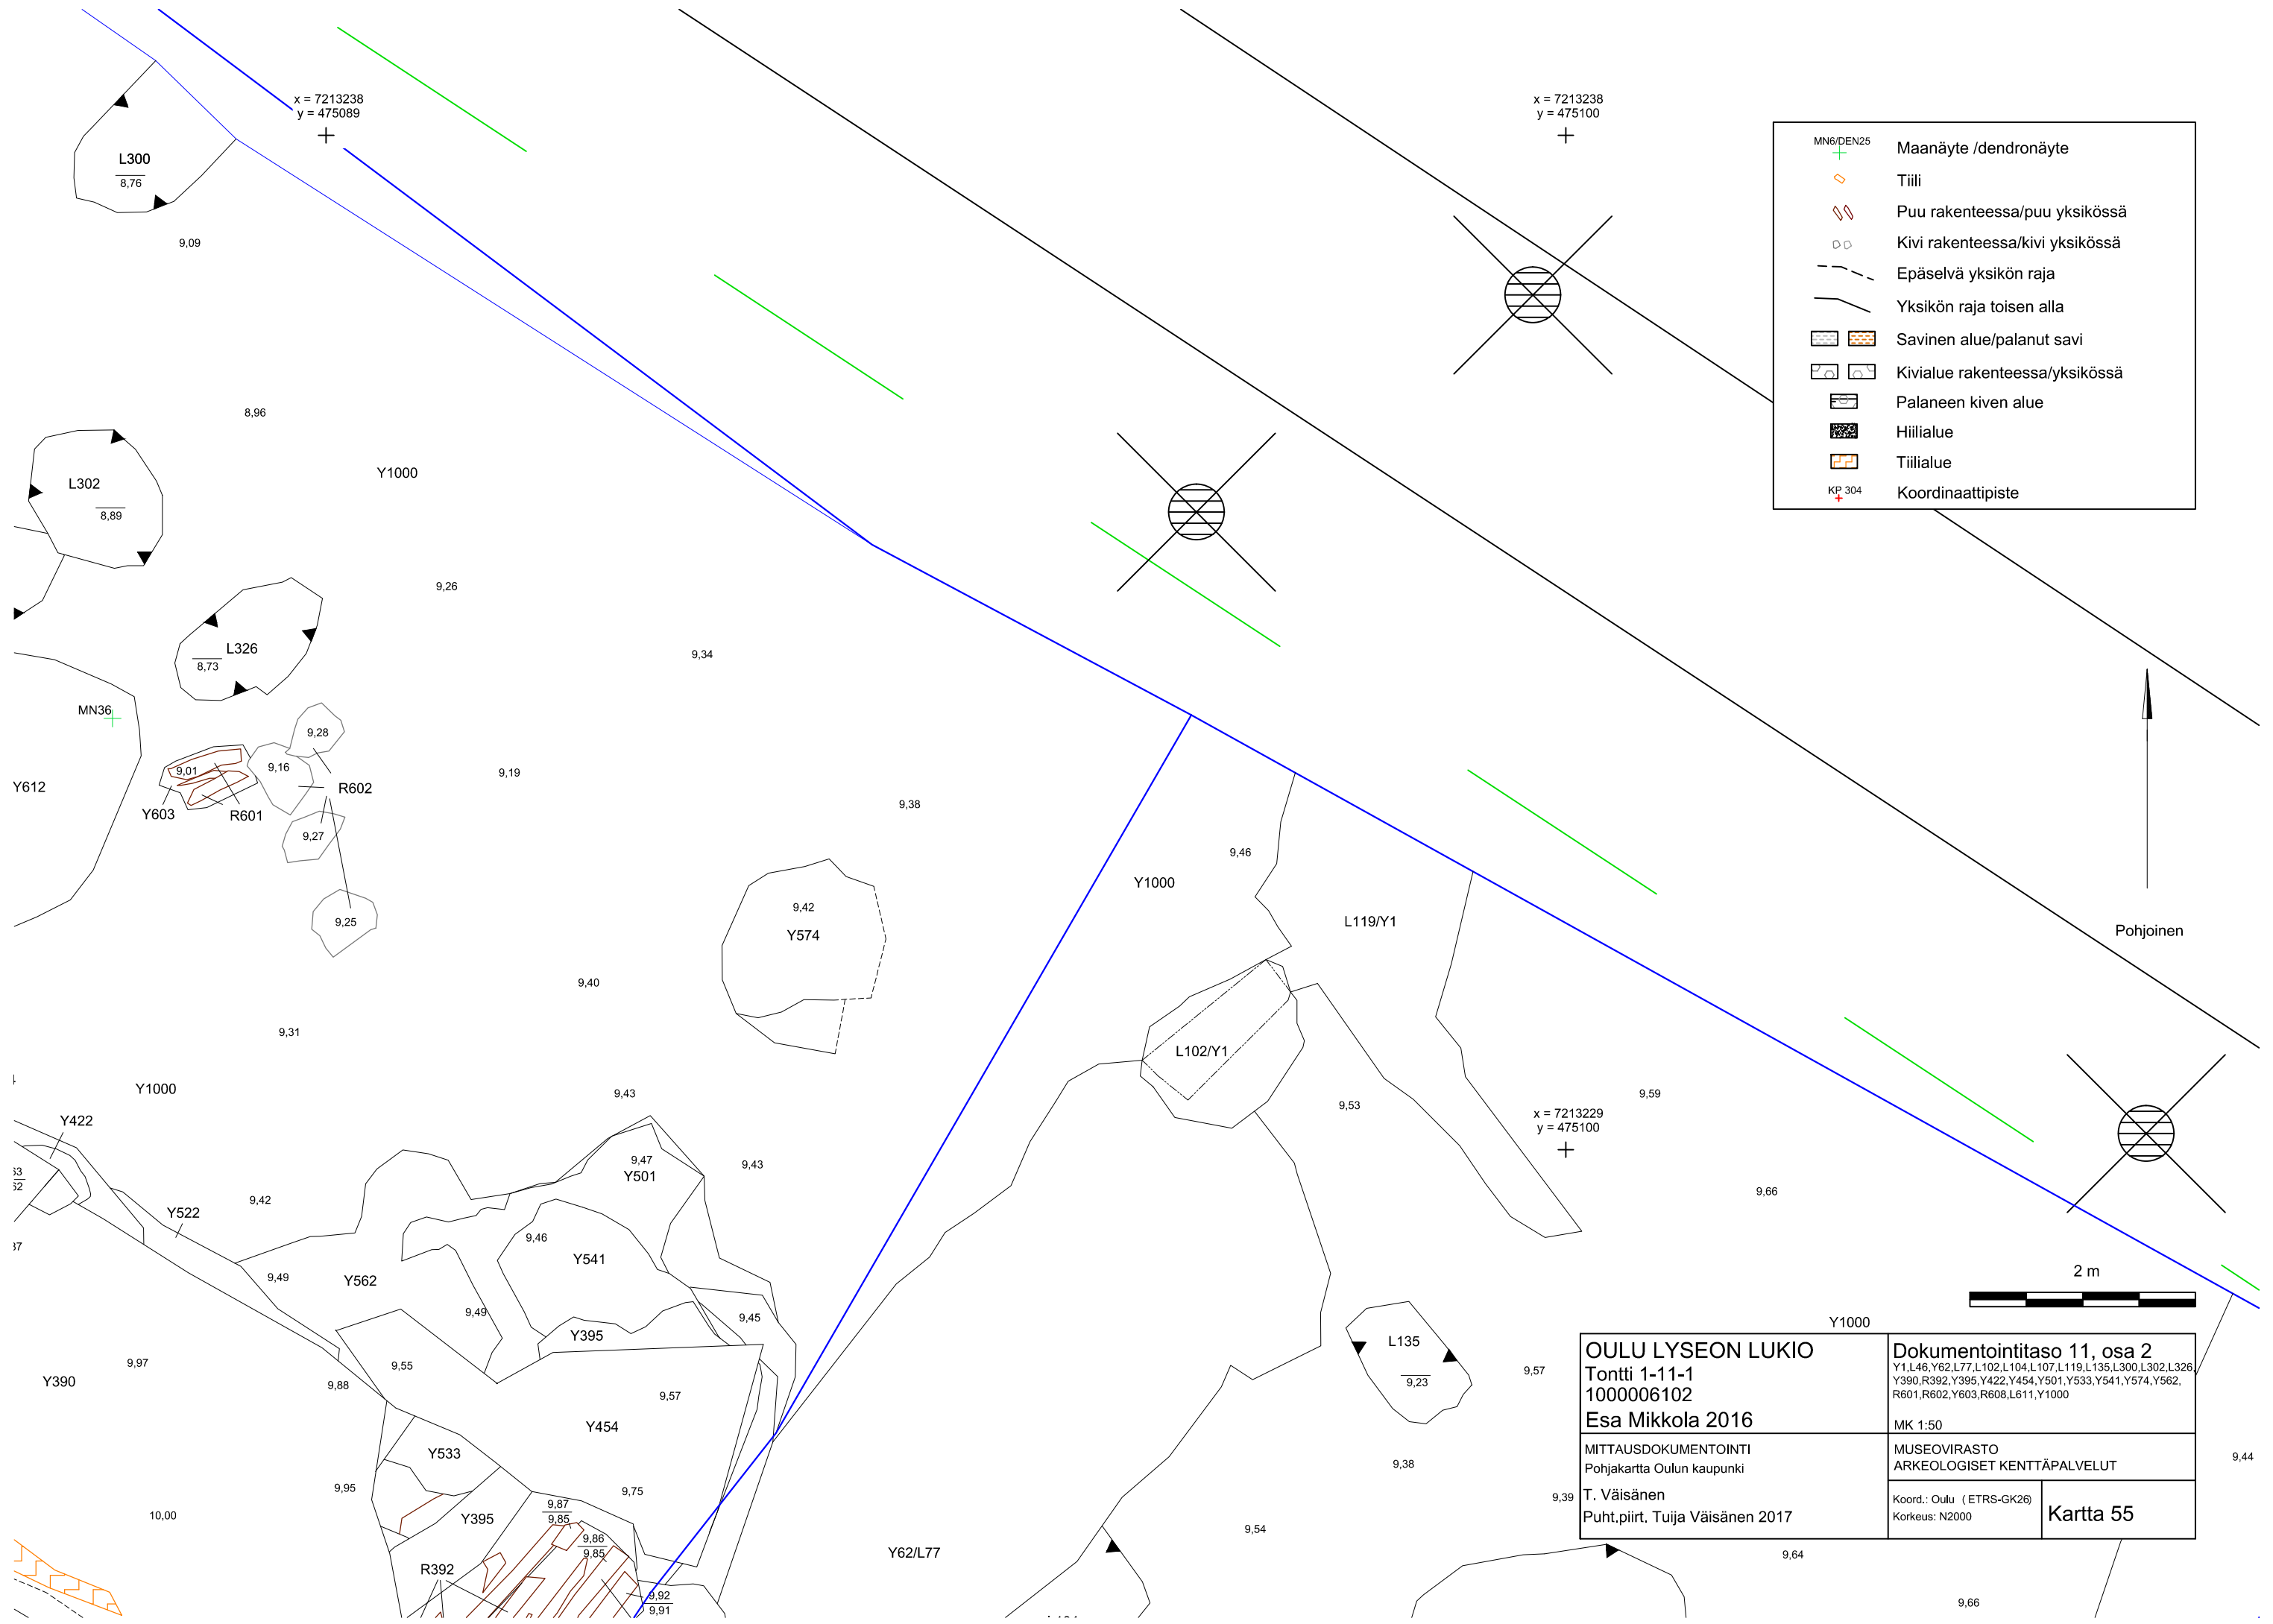 x = 7213238
y = 475089
x = 7213238
y = 475100
L300
8,76
9,09
8,96
L302
8,89
Y1000
9,26
L326
8,73
9,34
MN36
9,28
9,01
9,16
9,19
Y612
R602
Y603
R601
9,38
9,27
9,25
9,46
Y1000
9,42
Y574
L119/Y1
9,40
9,31
L102/Y1
Y1000
9,43
9,53
9,59
x = 7213229
y = 475100
Y422
9,47
Y501
9,43
9,42
9,66
Y522
9,46
Y541
9,49
Y562
9,49
9,45
Y395
L135
9,23
9,57
9,97
9,55
Y390
9,88
9,57
Y454
Y533
9,38
9,44
9,95
9,75
9,39
10,00
9,87
9,85
Y395
9,86
9,85
9,54
Y62/L77
9,64
R392
9,92
9,91
9,66
MN6/DEN25
Maanäyte /dendronäyte
Tiili
Puu rakenteessa/puu yksikössä
Kivi rakenteessa/kivi yksikössä
Epäselvä yksikön raja
Yksikön raja toisen alla
Savinen alue/palanut savi
Kivialue rakenteessa/yksikössä
Palaneen kiven alue
Hiilialue
Tiilialue
KP 304
Koordinaattipiste
Pohjoinen
2 m
Y1000
OULU LYSEON LUKIO
Tontti 1-11-1
1000006102
Esa Mikkola 2016
Dokumentointitaso 11, osa 2
Y1,L46,Y62,L77,L102,L104,L107,L119,L135,L300,L302,L326,
Y390,R392,Y395,Y422,Y454,Y501,Y533,Y541,Y574,Y562,
R601,R602,Y603,R608,L611,Y1000
MK 1:50
MITTAUSDOKUMENTOINTI
Pohjakartta Oulun kaupunki
T. Väisänen
Puht.piirt. Tuija Väisänen 2017
MUSEOVIRASTO
ARKEOLOGISET KENTTÄPALVELUT
Koord.: Oulu ( ETRS-GK26)
Korkeus: N2000
Kartta 55